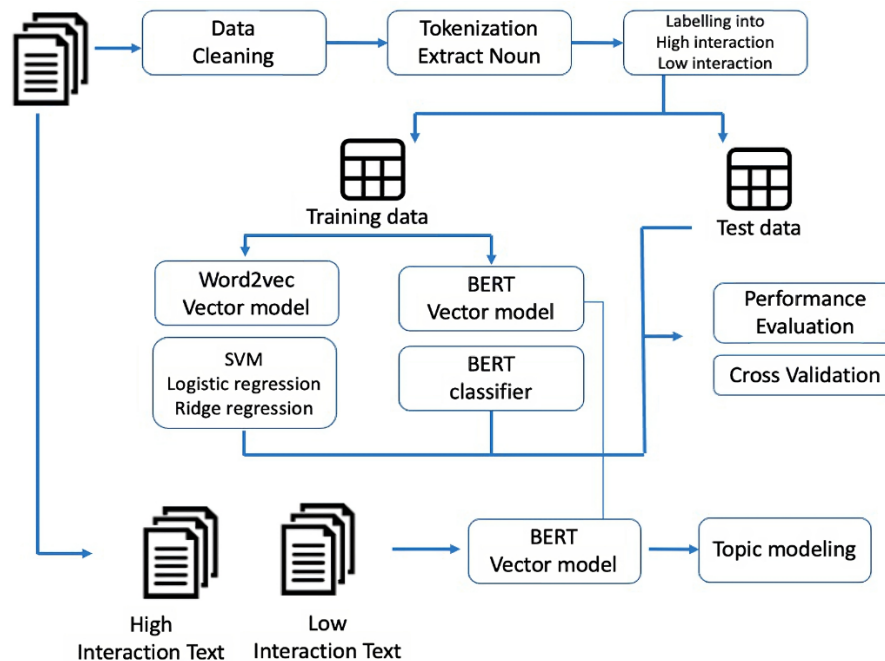 Data
Cleaning
Tokenization
Extract Noun
Labelling into
High interaction
Low interaction
Training data
Test data
Word2vec
Vector model
BERT
Vector model
Performance
Evaluation
SVM
Logistic regression
Ridge regression
BERT
classifier
Cross Validation
BERT
Vector model
Topic modeling
High
Interaction Text
Low
Interaction Text